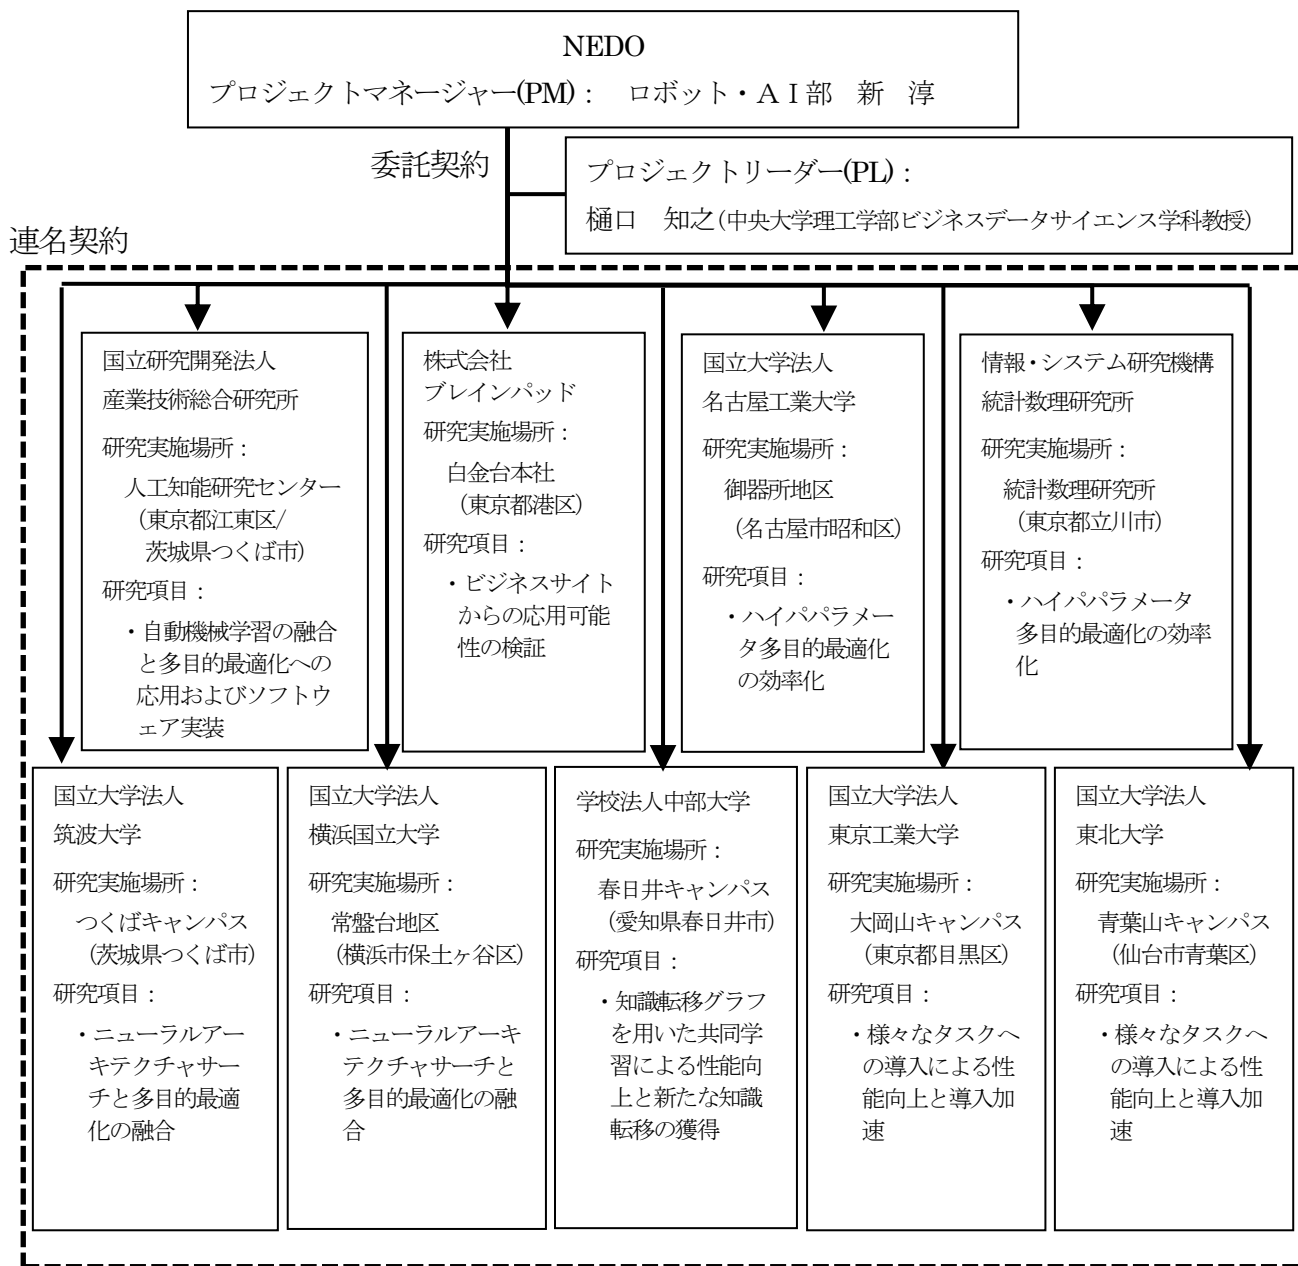 NEDO
プロジェクトマネージャー(PM)： ロボット・ＡＩ部 新 淳
委託契約
プロジェクトリーダー(PL)：
樋口 知之(中央大学理工学部ビジネスデータサイエンス学科教授)
連名契約
国立研究開発法人
産業技術総合研究所
研究実施場所：
人工知能研究センター
（東京都江東区/
茨城県つくば市）
研究項目：
・自動機械学習の融合
と多目的最適化への
応用およびソフトウ
ェア実装
株式会社
ブレインパッド
研究実施場所：
白金台本社
（東京都港区）
研究項目：
・ビジネスサイト
からの応用可能
性の検証
国立大学法人
名古屋工業大学
研究実施場所：
御器所地区
（名古屋市昭和区）
研究項目：
・ハイパパラメー
タ多目的最適化
の効率化
情報・システム研究機構
統計数理研究所
研究実施場所：
統計数理研究所
（東京都立川市）
研究項目：
・ハイパパラメータ
多目的最適化の効率
化
国立大学法人
筑波大学
研究実施場所：
つくばキャンパス
（茨城県つくば市）
研究項目：
・ニューラルアー
キテクチャサー
チと多目的最適
化の融合
国立大学法人
横浜国立大学
研究実施場所：
常盤台地区
（横浜市保土ヶ谷区）
研究項目：
・ニューラルアーキ
テクチャサーチと
多目的最適化の融
合
学校法人中部大学
研究実施場所：
春日井キャンパス
（愛知県春日井市）
研究項目：
・知識転移グラフ
を用いた共同学
習による性能向
上と新たな知識
転移の獲得
国立大学法人
東京工業大学
研究実施場所：
大岡山キャンパス
（東京都目黒区）
研究項目：
・様々なタスクへ
の導入による性
能向上と導入加
速
国立大学法人
東北大学
研究実施場所：
青葉山キャンパス
（仙台市青葉区）
研究項目：
・様々なタスクへ
の導入による性
能向上と導入加
速